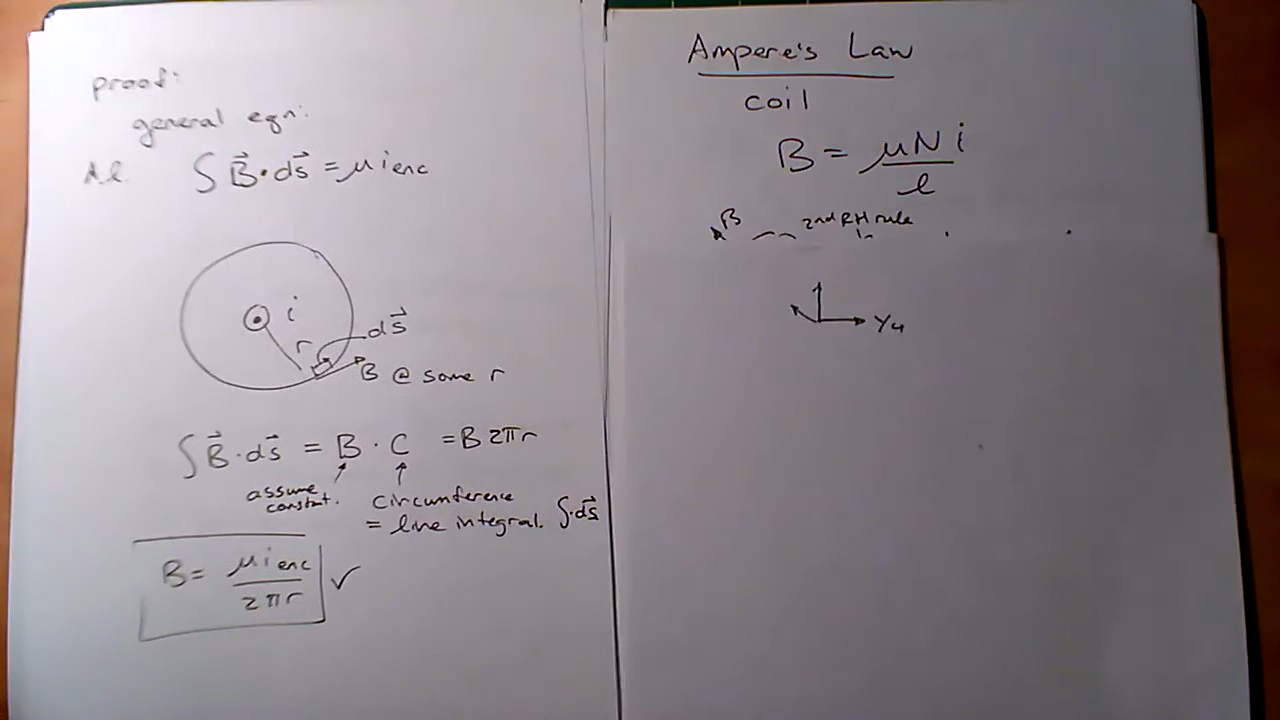 proof:
general eqn:
A.L. ∫ B⃗ · ds⃗ = μ i enc
i
r
ds⃗
B @ some r
∫ B⃗ · ds⃗ = B · C = B 2πr
assume constant.
circumference
= line integral. ∫·ds⃗
B = μ i enc / 2πr ✓
Ampere's Law
coil
B = μNi / l
B 2nd RH rule